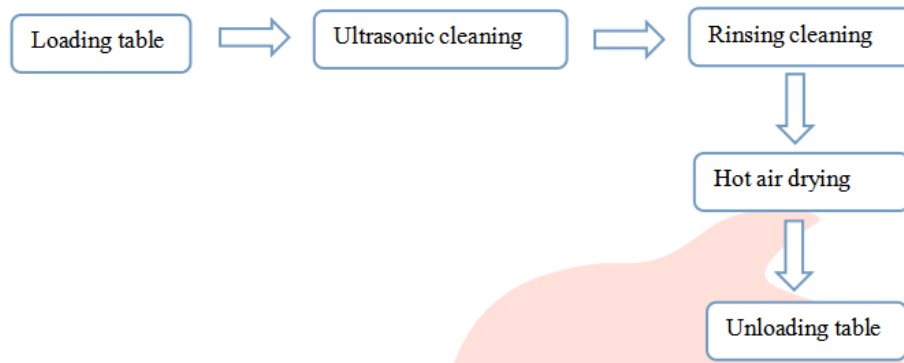 Loading table
Ultrasonic cleaning
Rinsing cleaning
Hot air drying
Unloading table